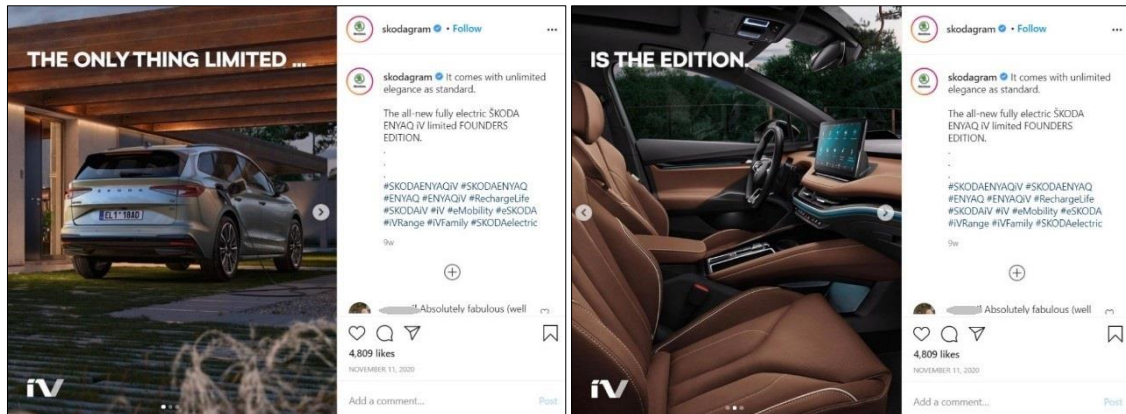 THE ONLY THING LIMITED ...
SKODA
iV
skodagram • Follow
skodagram It comes with unlimited
elegance as standard.
The all-new fully electric ŠKODA
ENYAQ iV limited FOUNDERS
EDITION.
.
.
.
#SKODAENYAQiV #SKODAENYAQ
#ENYAQ #ENYAQiV #RechargeLife
#SKODAiV #iV #eMobility #eSKODA
#iVRange #iVFamily #SKODAelectric
9w
Absolutely fabulous (well
4,809 likes
NOVEMBER 11, 2020
Add a comment...
Post
IS THE EDITION.
iV
skodagram • Follow
skodagram It comes with unlimited
elegance as standard.
The all-new fully electric ŠKODA
ENYAQ iV limited FOUNDERS
EDITION.
.
.
.
#SKODAENYAQiV #SKODAENYAQ
#ENYAQ #ENYAQiV #RechargeLife
#SKODAiV #iV #eMobility #eSKODA
#iVRange #iVFamily #SKODAelectric
9w
Absolutely fabulous (well
4,809 likes
NOVEMBER 11, 2020
Add a comment...
Post